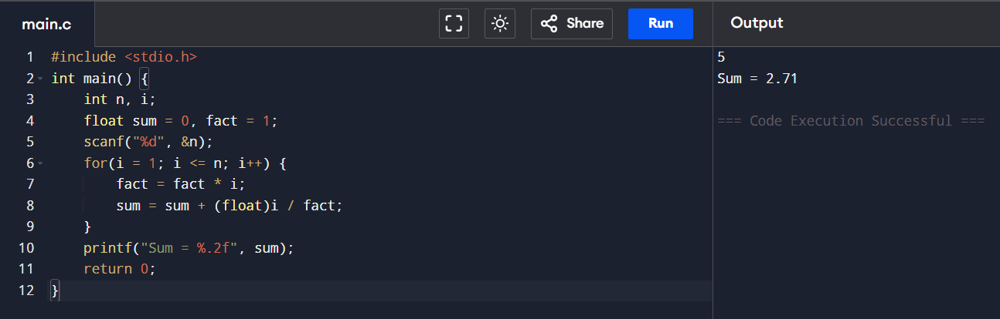 main.c
Share
Run
Output
1 #include <stdio.h>
2 int main() {
3     int n, i;
4     float sum = 0, fact = 1;
5     scanf("%d", &n);
6     for(i = 1; i <= n; i++) {
7         fact = fact * i;
8         sum = sum + (float)i / fact;
9     }
10     printf("Sum = %.2f", sum);
11     return 0;
12 }
5
Sum = 2.71
=== Code Execution Successful ===